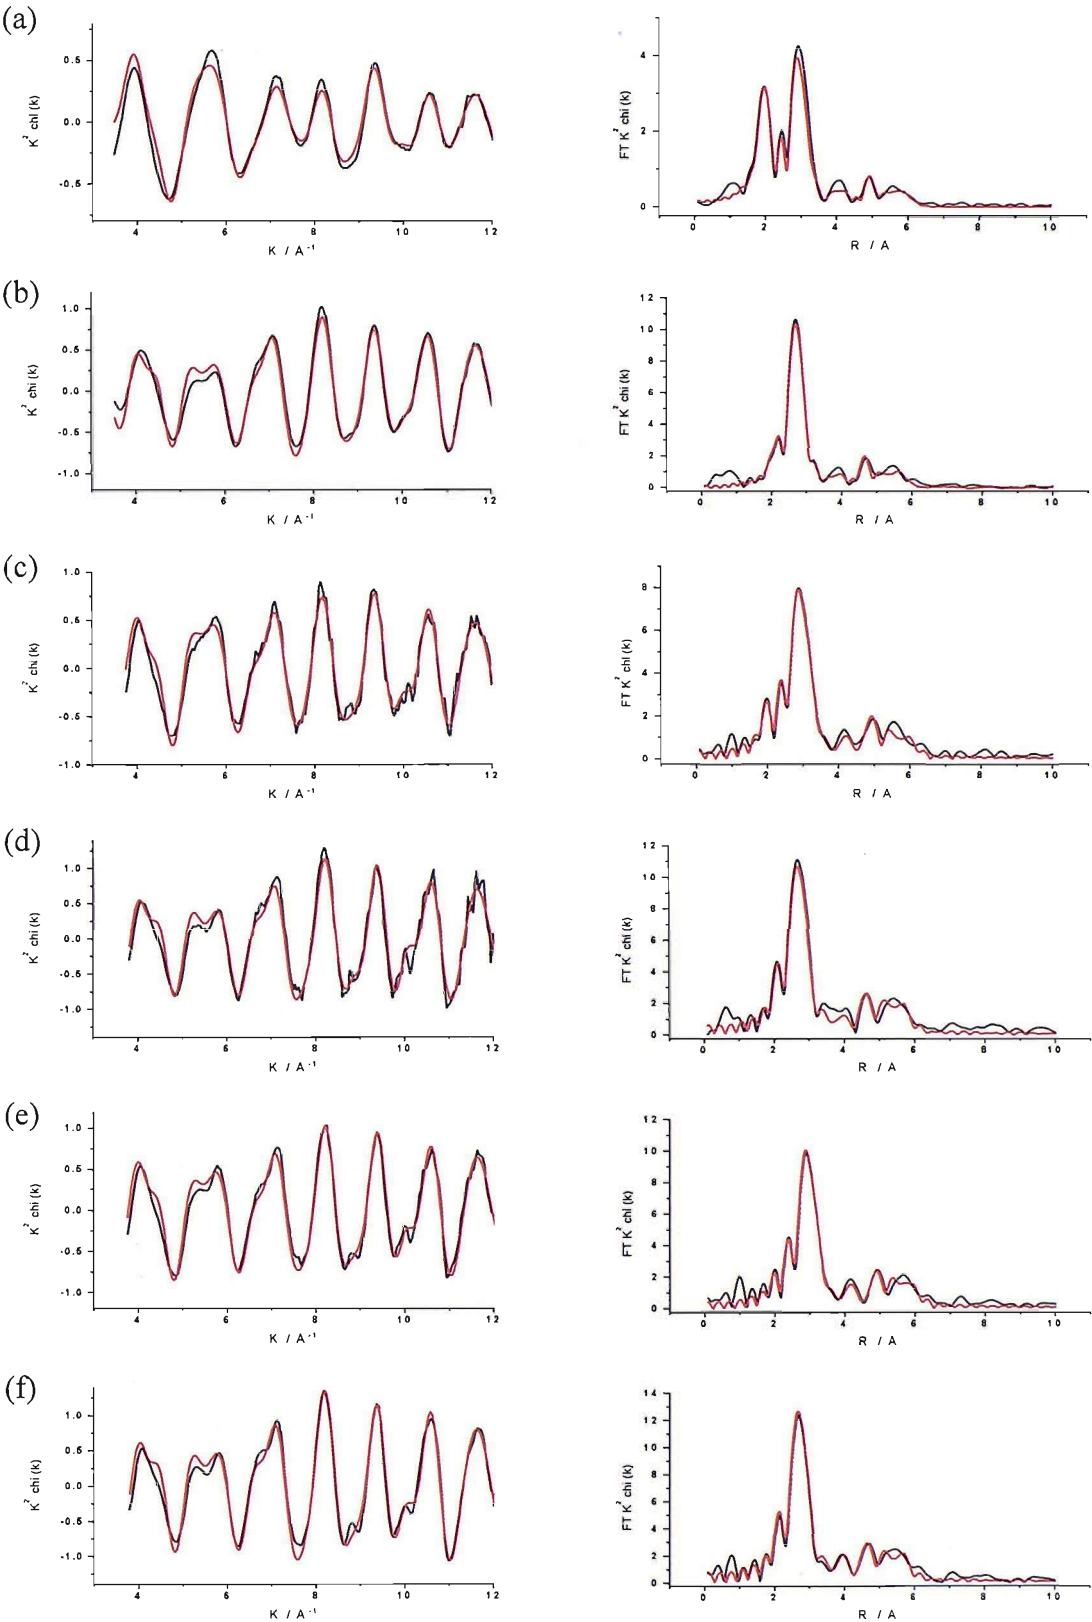 (a)
0.5
0.0
-0.5
K² chi (k)
4 6 8 10 12
K / A⁻¹
4
2
0
FT K² chi (k)
0 2 4 6 8 10
R / A
(b)
1.0
0.5
0.0
-0.5
-1.0
K² chi (k)
4 6 8 10 12
K / A⁻¹
12
10
8
6
4
2
0
FT K² chi (k)
0 2 4 6 8 10
R / A
(c)
1.0
0.5
0.0
-0.5
-1.0
K² chi (k)
4 6 8 10 12
K / A⁻¹
8
6
4
2
0
FT K² chi (k)
0 2 4 6 8 10
R / A
(d)
1.0
0.5
0.0
-0.5
-1.0
K² chi (k)
4 6 8 10 12
K / A⁻¹
12
10
8
6
4
2
0
FT K² chi (k)
0 2 4 6 8 10
R / A
(e)
1.0
0.5
0.0
-0.5
-1.0
K² chi (k)
4 6 8 10 12
K / A⁻¹
12
10
8
6
4
2
0
FT K² chi (k)
0 2 4 6 8 10
R / A
(f)
1.0
0.5
0.0
-0.5
-1.0
K² chi (k)
4 6 8 10 12
K / A⁻¹
14
12
10
8
6
4
2
0
FT K² chi (k)
0 2 4 6 8 10
R / A